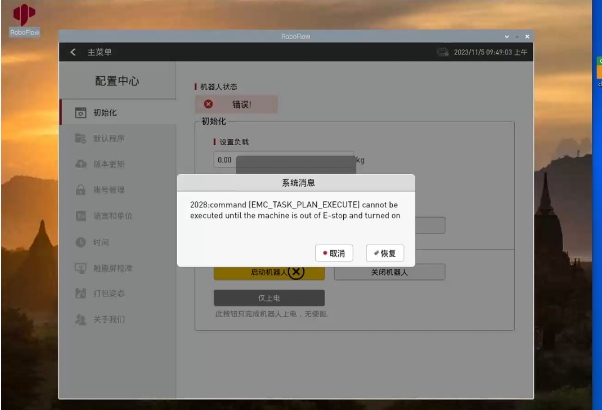 RoboFlow
RoboFlow
主菜单
2023/11/5 09:49:03 上午
配置中心
机器人状态
错误!
初始化
初始化
设置负载
默认程序
0.00
kg
版本更新
账号管理
系统消息
2028:command [EMC_TASK_PLAN_EXECUTE] cannot be
executed until the machine is out of E-stop and turned on
语言和单位
时间
取消
恢复
触摸屏校准
启动机器人
关闭机器人
打包姿态
仅上电
此按钮只完成机器人上电，无使能.
关于我们